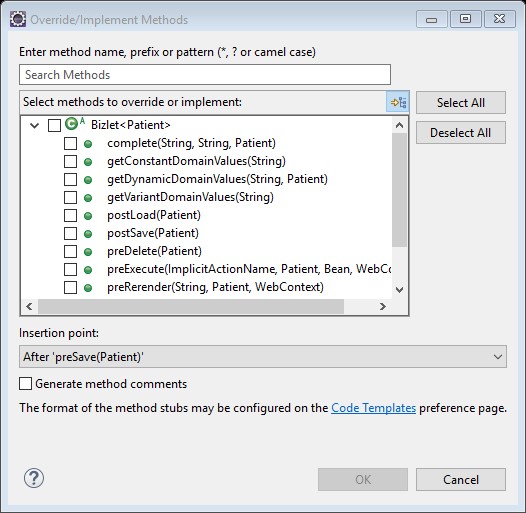 Override/Implement Methods
Enter method name, prefix or pattern (*, ? or camel case)
Search Methods
Select methods to override or implement:
Select All
Deselect All
C A Bizlet<Patient>
complete(String, String, Patient)
getConstantDomainValues(String)
getDynamicDomainValues(String, Patient)
getVariantDomainValues(String)
postLoad(Patient)
postSave(Patient)
preDelete(Patient)
preExecute(ImplicitActionName, Patient, Bean, WebCo
preRerender(String, Patient, WebContext)
Insertion point:
After 'preSave(Patient)'
Generate method comments
The format of the method stubs may be configured on the Code Templates preference page.
?
OK
Cancel